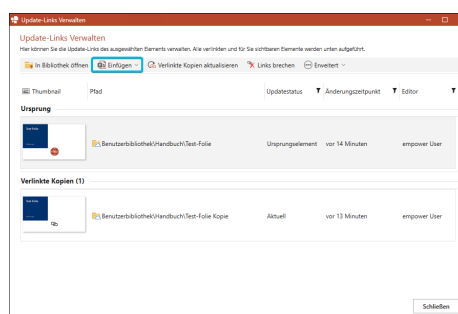 Update-Links Verwalten
Update-Links Verwalten
Hier können Sie die Update-Links des ausgewählten Elements verwalten. Alle verlinkten und für Sie sichtbaren Elemente werden unten aufgeführt.
In Bibliothek öffnen Einfügen Verlinkte Kopien aktualisieren Links brechen Erweitert
Thumbnail Pfad Updatestatus Änderungszeitpunkt Editor
Ursprung
Test-Folie
Benutzerbibliothek\Handbuch\Test-Folie Ursprungselement vor 14 Minuten empower User
Verlinkte Kopien (1)
Test-Folie
Benutzerbibliothek\Handbuch\Test-Folie Kopie Aktuell vor 13 Minuten empower User
Schließen